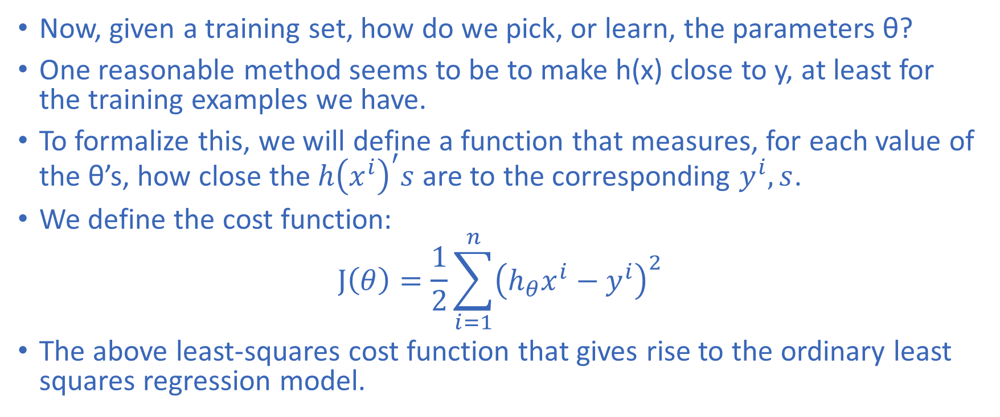 • Now, given a training set, how do we pick, or learn, the parameters θ?
• One reasonable method seems to be to make h(x) close to y, at least for
the training examples we have.
• To formalize this, we will define a function that measures, for each value of
the θ’s, how close the $h(x^i)'s$ are to the corresponding $y^i, s$.
• We define the cost function:
$J(\theta) = \frac{1}{2} \sum_{i=1}^{n} (h_\theta x^i - y^i)^2$
• The above least-squares cost function that gives rise to the ordinary least
squares regression model.